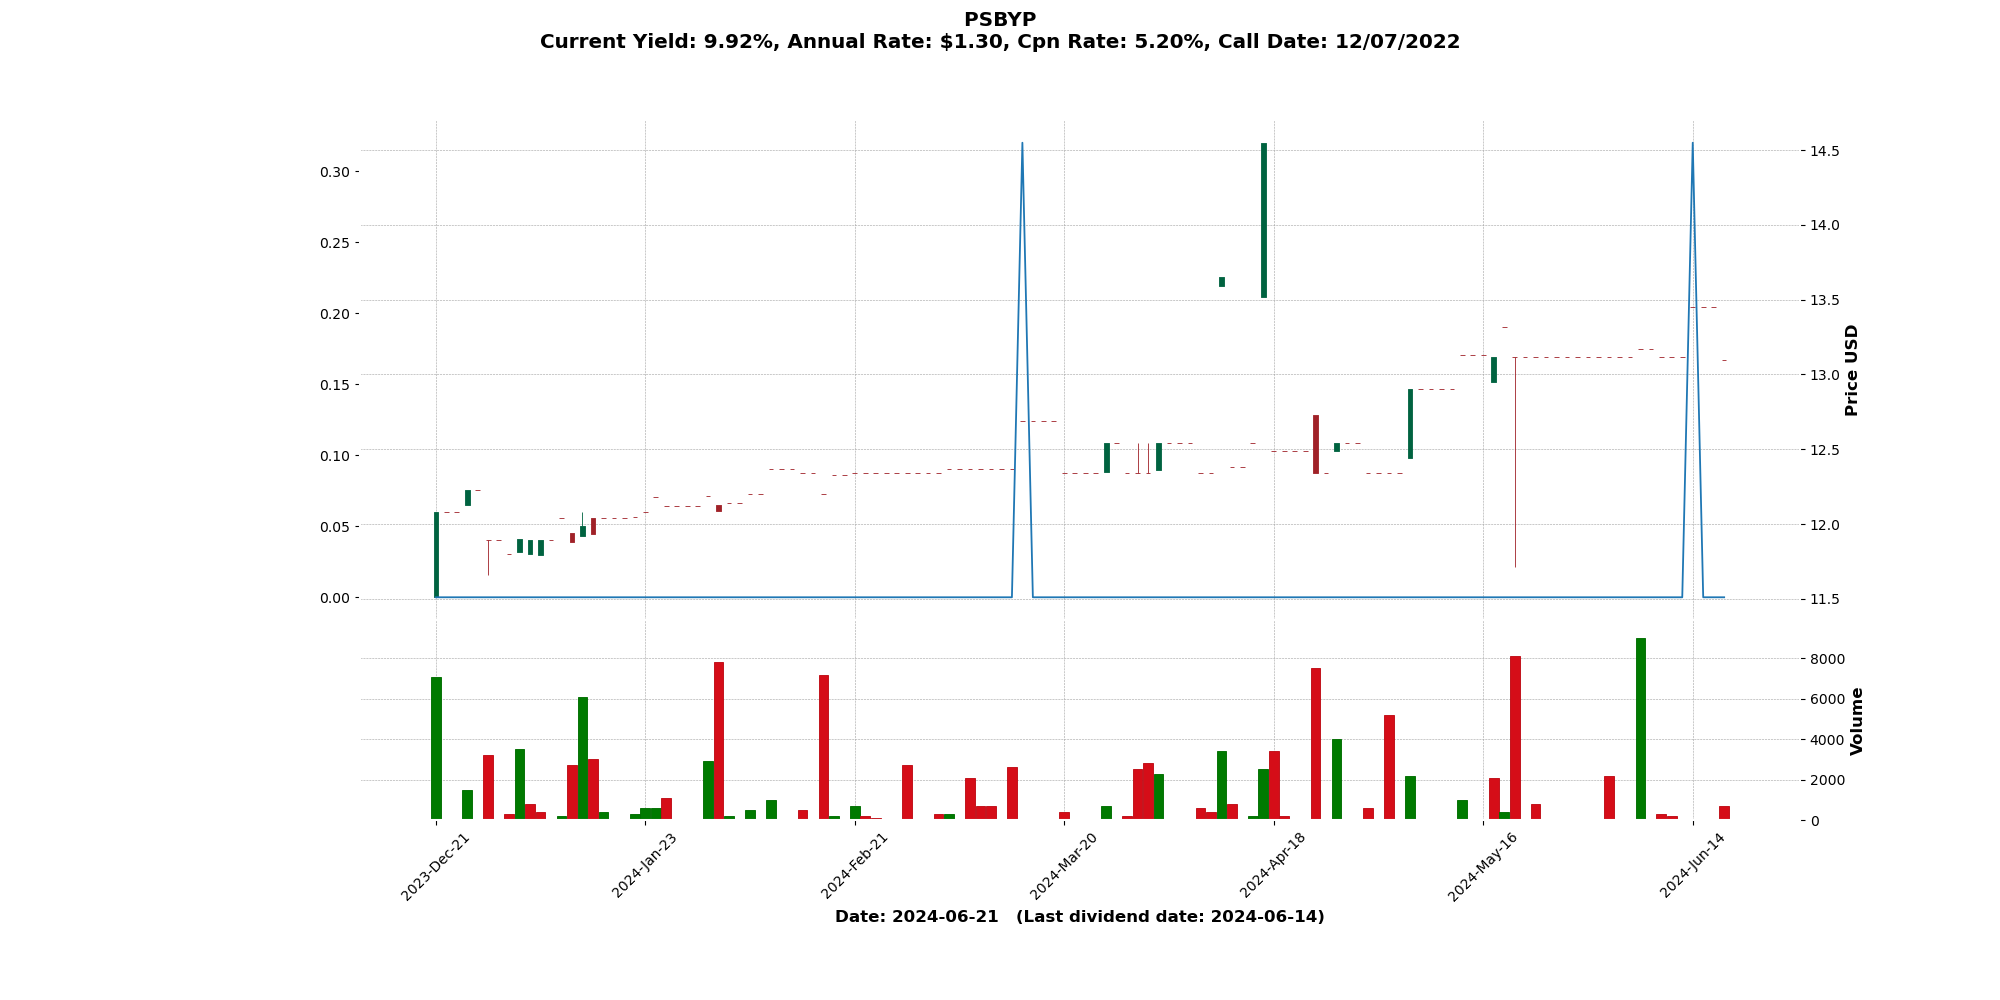 PSBYP
Current Yield: 9.92%, Annual Rate: $1.30, Cpn Rate: 5.20%, Call Date: 12/07/2022
0.30
0.25
0.20
0.15
0.10
0.05
0.00
14.5
14.0
13.5
13.0
12.5
12.0
11.5
Price USD
8000
6000
4000
2000
0
Volume
2023-Dec-21
2024-Jan-23
2024-Feb-21
2024-Mar-20
2024-Apr-18
2024-May-16
2024-Jun-14
Date: 2024-06-21 (Last dividend date: 2024-06-14)